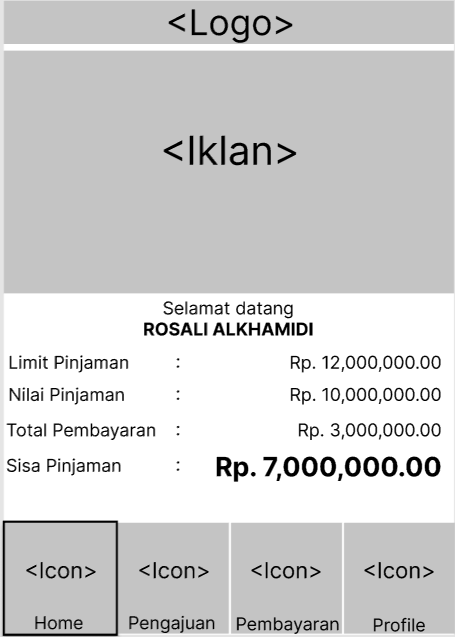 <Logo>
<Iklan>
Selamat datang
ROSALI ALKHAMIDI
Limit Pinjaman : Rp. 12,000,000.00
Nilai Pinjaman : Rp. 10,000,000.00
Total Pembayaran : Rp. 3,000,000.00
Sisa Pinjaman : Rp. 7,000,000.00
<Icon> <Icon> <Icon> <Icon>
Home Pengajuan Pembayaran Profile